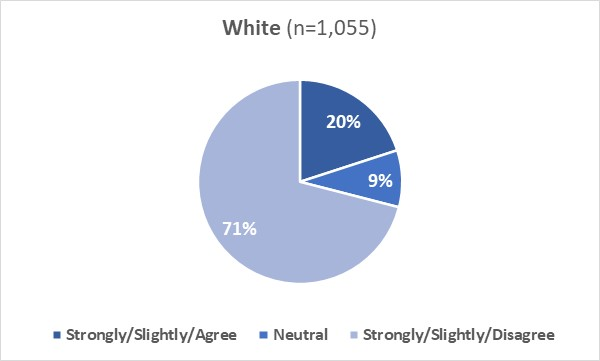 White (n=1,055)
20%
9%
71%
Strongly/Slightly/Agree Neutral Strongly/Slightly/Disagree